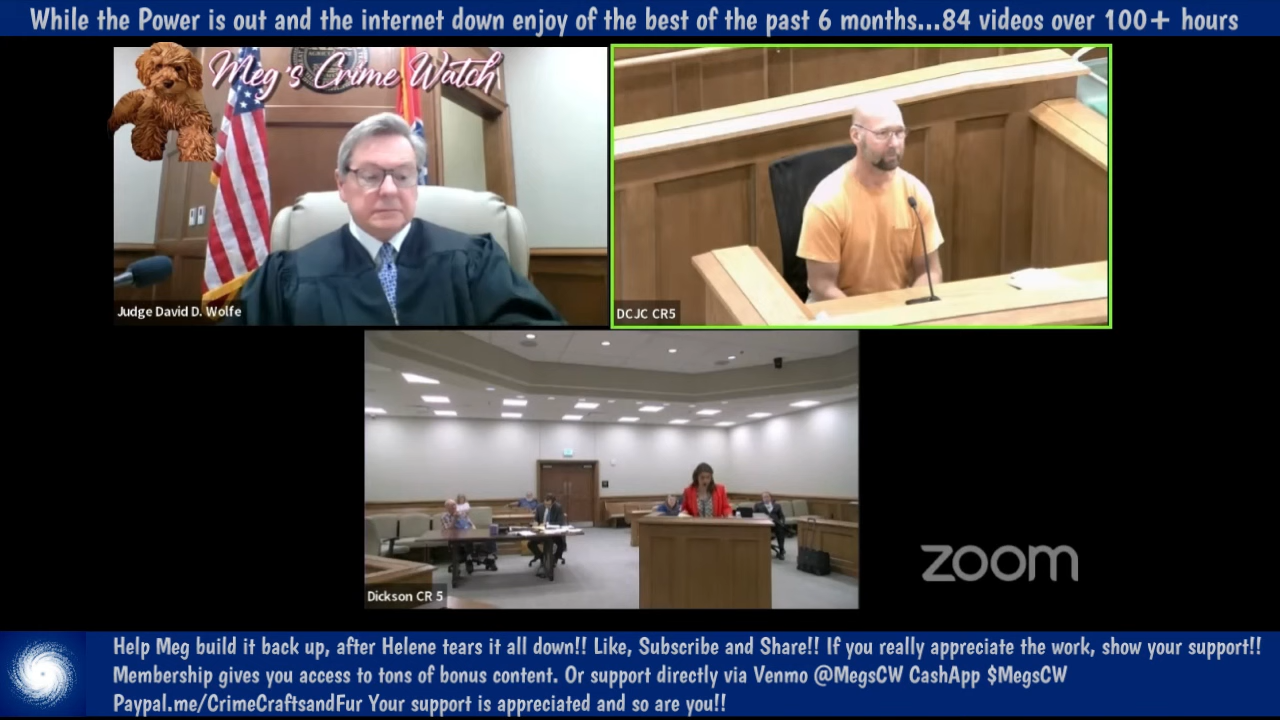 While the Power is out and the internet down enjoy of the best of the past 6 months...84 videos over 100+ hours
Meg's Crime Watch
Judge David D. Wolfe
DCJC CR5
Dickson CR 5
zoom
Help Meg build it back up, after Helene tears it all down!! Like, Subscribe and Share!! If you really appreciate the work, show your support!!
Membership gives you access to tons of bonus content. Or support directly via Venmo @MegsCW CashApp $MegsCW
Paypal.me/CrimeCraftsandFur Your support is appreciated and so are you!!